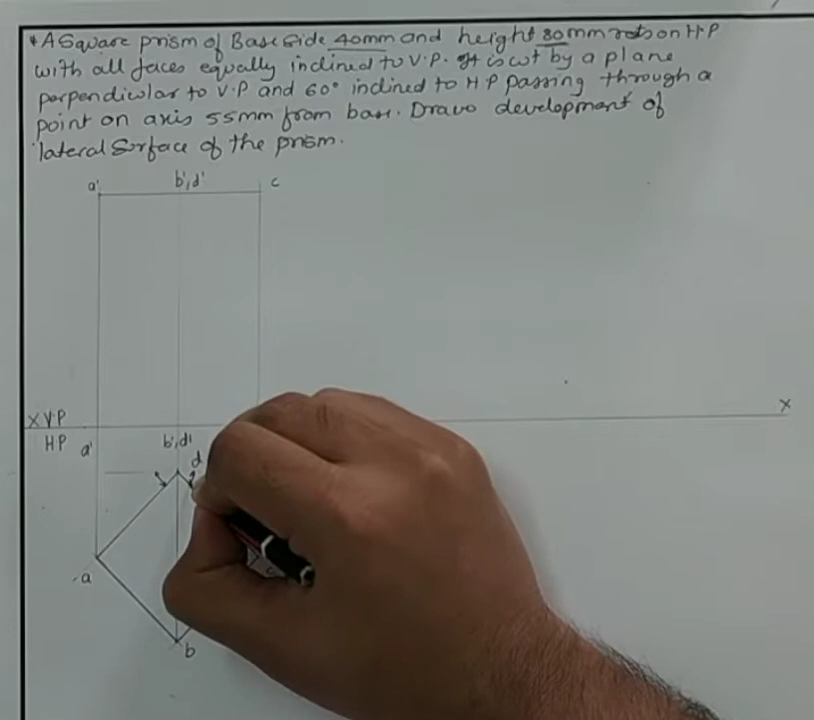 *A Square prism of Base side 40mm and height 80mm rests on H.P
with all faces equally inclined to V.P. It is cut by a plane
perpendicular to V.P and 60° inclined to H P passing through a
point on axis 55mm from base. Draw development of
lateral Surface of the prism.
a' b',d' c
X V.P X
HP a' b',d'
d
c
a
b